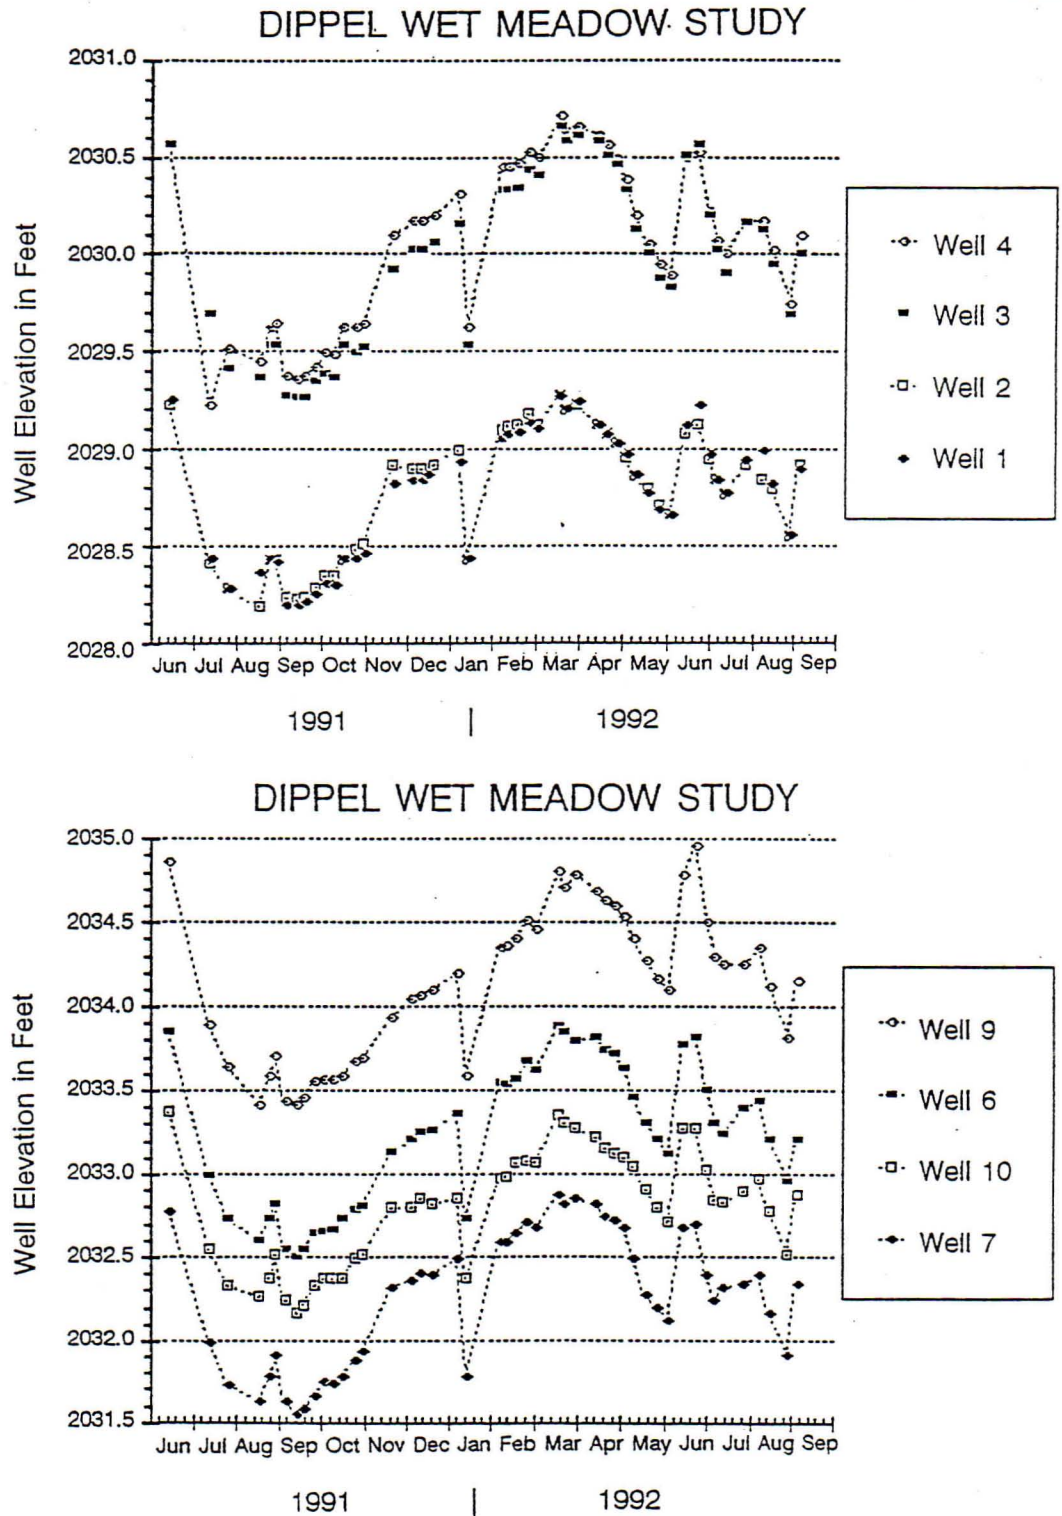 DIPPEL WET MEADOW STUDY
Well Elevation in Feet
2031.0
2030.5
2030.0
2029.5
2029.0
2028.5
2028.0
Jun Jul Aug Sep Oct Nov Dec Jan Feb Mar Apr May Jun Jul Aug Sep
1991 | 1992
Well 4
Well 3
Well 2
Well 1
DIPPEL WET MEADOW STUDY
Well Elevation in Feet
2035.0
2034.5
2034.0
2033.5
2033.0
2032.5
2032.0
2031.5
Jun Jul Aug Sep Oct Nov Dec Jan Feb Mar Apr May Jun Jul Aug Sep
1991 | 1992
Well 9
Well 6
Well 10
Well 7